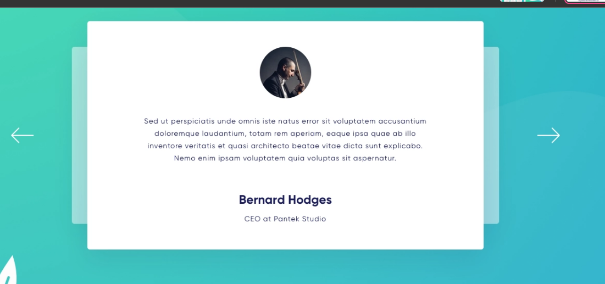 Sed ut perspiciatis unde omnis iste natus error sit voluptatem accusantium
doloremque laudantium, totam rem aperiam, eaque ipsa quae ab illo
inventore veritatis et quasi architecto beatae vitae dicta sunt explicabo.
Nemo enim ipsam voluptatem quia voluptas sit aspernatur.
Bernard Hodges
CEO at Pantek Studio